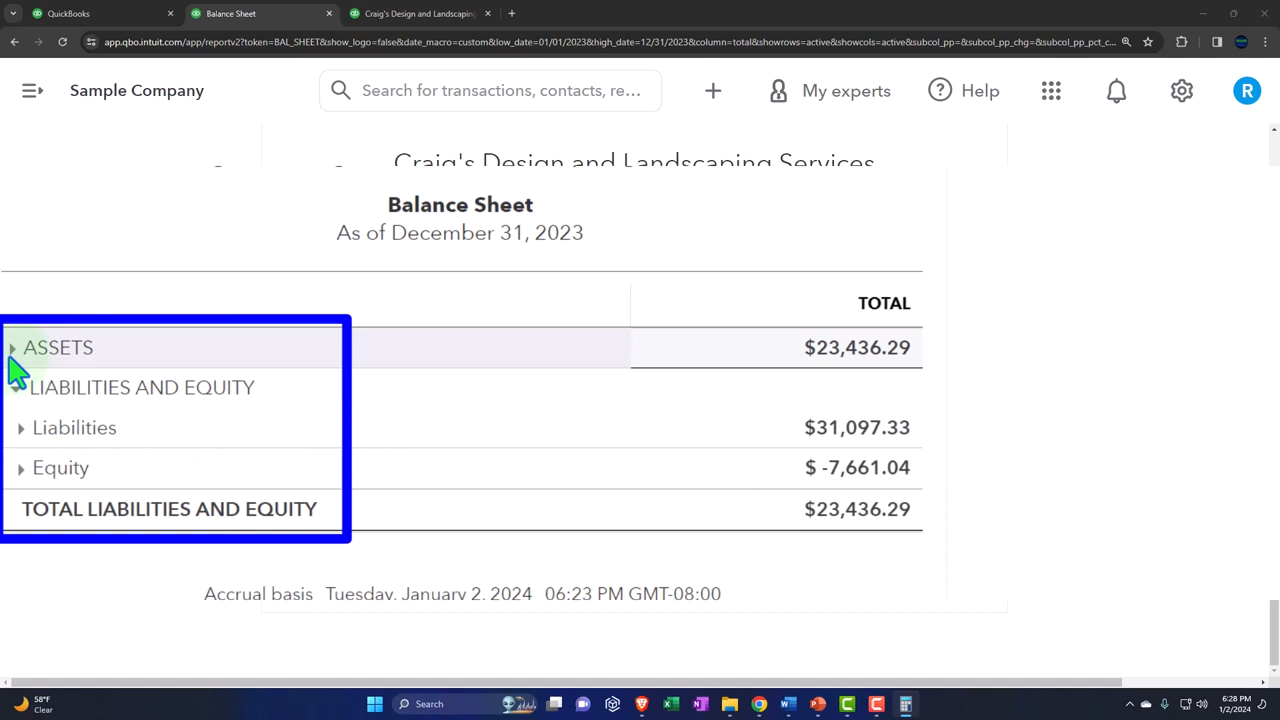 QuickBooks
Balance Sheet
Craig's Design and Landscaping
app.qbo.intuit.com/app/reportv2?token=BAL_SHEET&show_logo=false&date_macro=custom&low_date=01/01/2023&high_date=12/31/2023&column=total&showrows=active&showcols=active&subcol_pp=&subcol_pp_chg=&subcol_pp_pct_c...
Sample Company
Search for transactions, contacts, re...
My experts
Help
R
Craig's Design and Landscaping Services
Balance Sheet
As of December 31, 2023
TOTAL
ASSETS $23,436.29
LIABILITIES AND EQUITY
Liabilities $31,097.33
Equity $ -7,661.04
TOTAL LIABILITIES AND EQUITY $23,436.29
Accrual basis Tuesday, January 2, 2024 06:23 PM GMT-08:00
58°F
Clear
Search
6:28 PM
1/2/2024